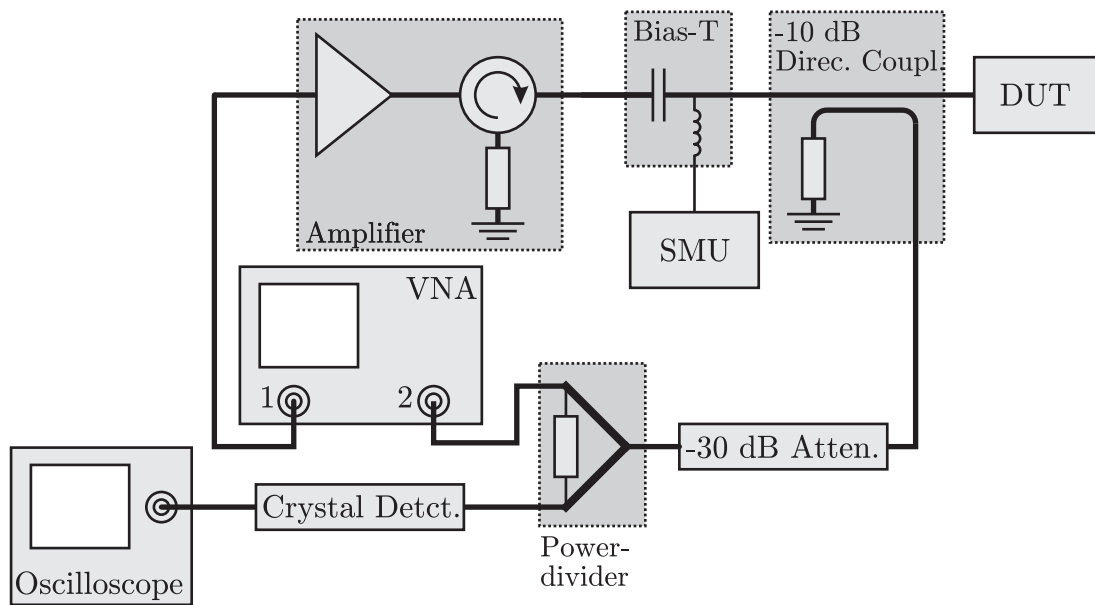 Bias-T
-10 dB
Direc. Coupl.
DUT
Amplifier
SMU
VNA
1
2
-30 dB Atten.
Crystal Detct.
Oscilloscope
Power-
divider